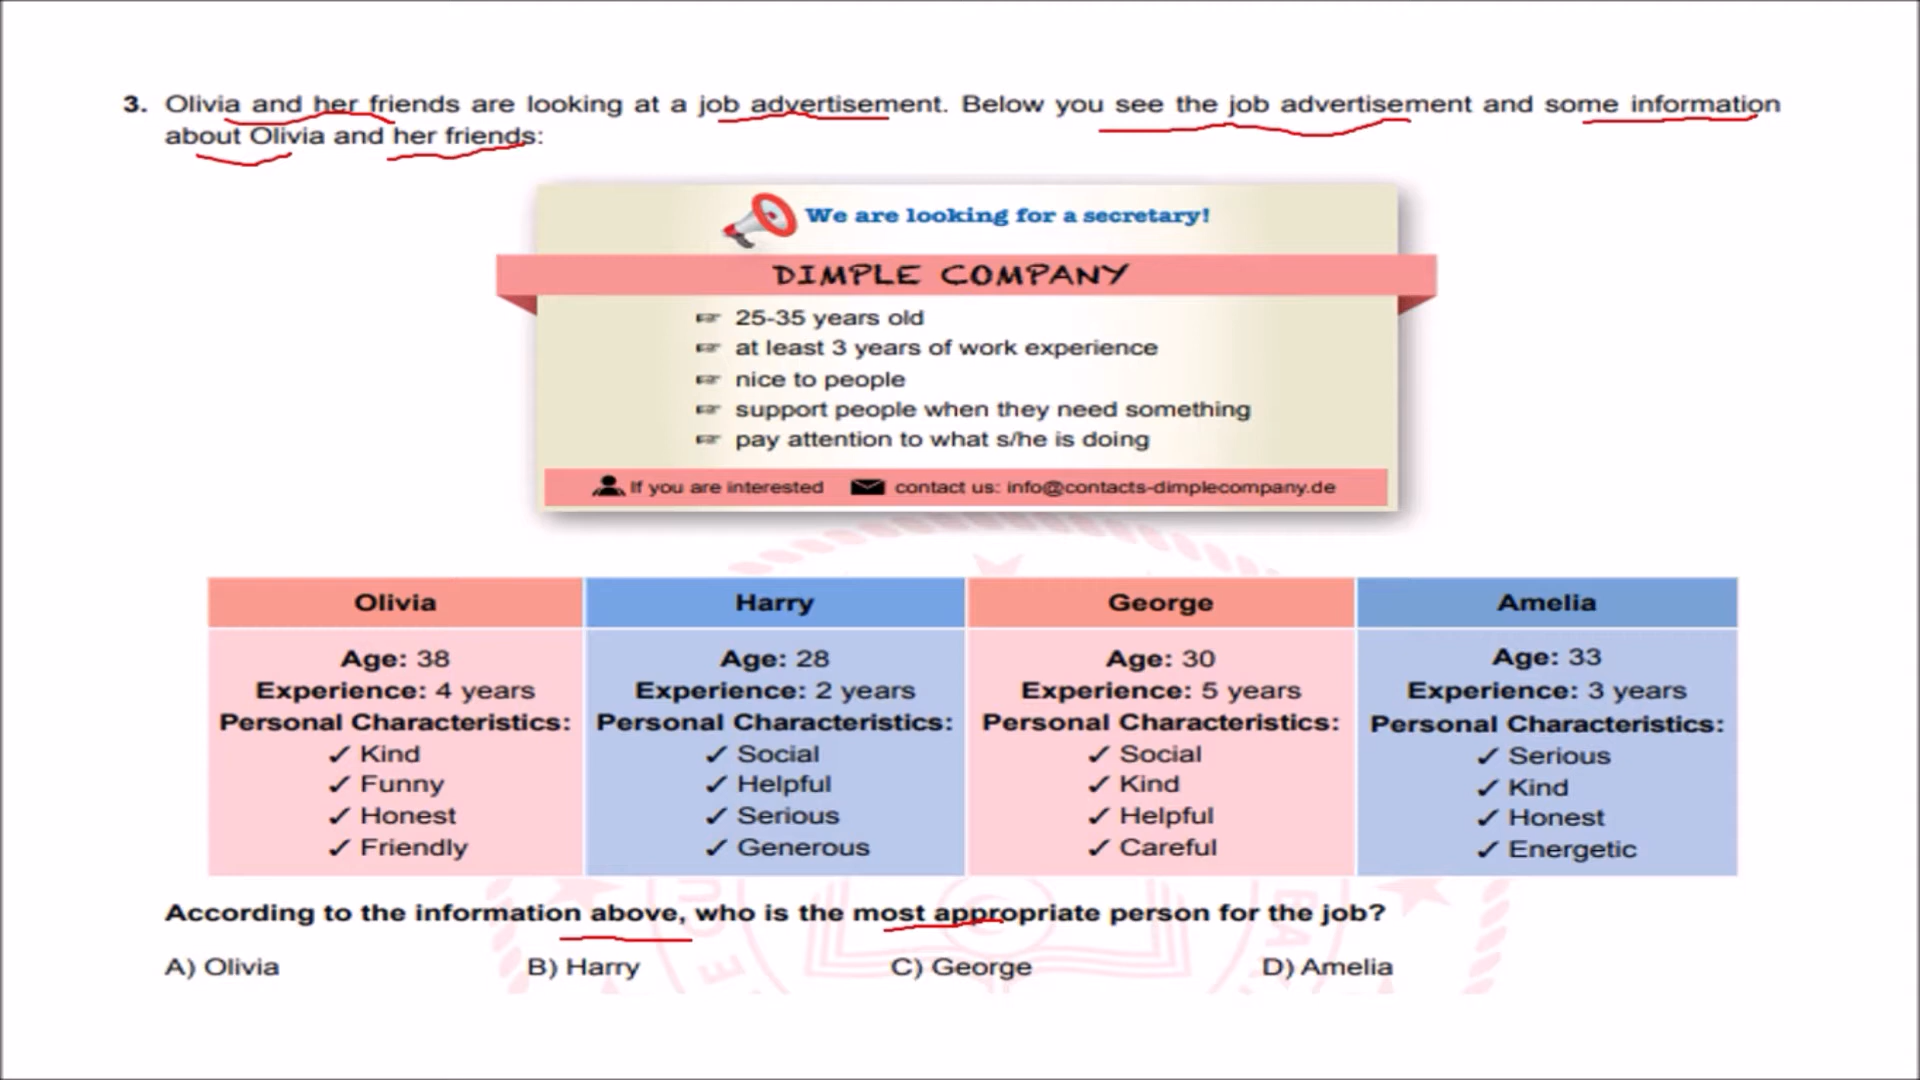 3. Olivia and her friends are looking at a job advertisement. Below you see the job advertisement and some information
about Olivia and her friends:
We are looking for a secretary!
DIMPLE COMPANY
25-35 years old
at least 3 years of work experience
nice to people
support people when they need something
pay attention to what s/he is doing
If you are interested contact us: info@contacts-dimplecompany.de
Olivia
Age: 38
Experience: 4 years
Personal Characteristics:
✓ Kind
✓ Funny
✓ Honest
✓ Friendly
Harry
Age: 28
Experience: 2 years
Personal Characteristics:
✓ Social
✓ Helpful
✓ Serious
✓ Generous
George
Age: 30
Experience: 5 years
Personal Characteristics:
✓ Social
✓ Kind
✓ Helpful
✓ Careful
Amelia
Age: 33
Experience: 3 years
Personal Characteristics:
✓ Serious
✓ Kind
✓ Honest
✓ Energetic
According to the information above, who is the most appropriate person for the job?
A) Olivia B) Harry C) George D) Amelia